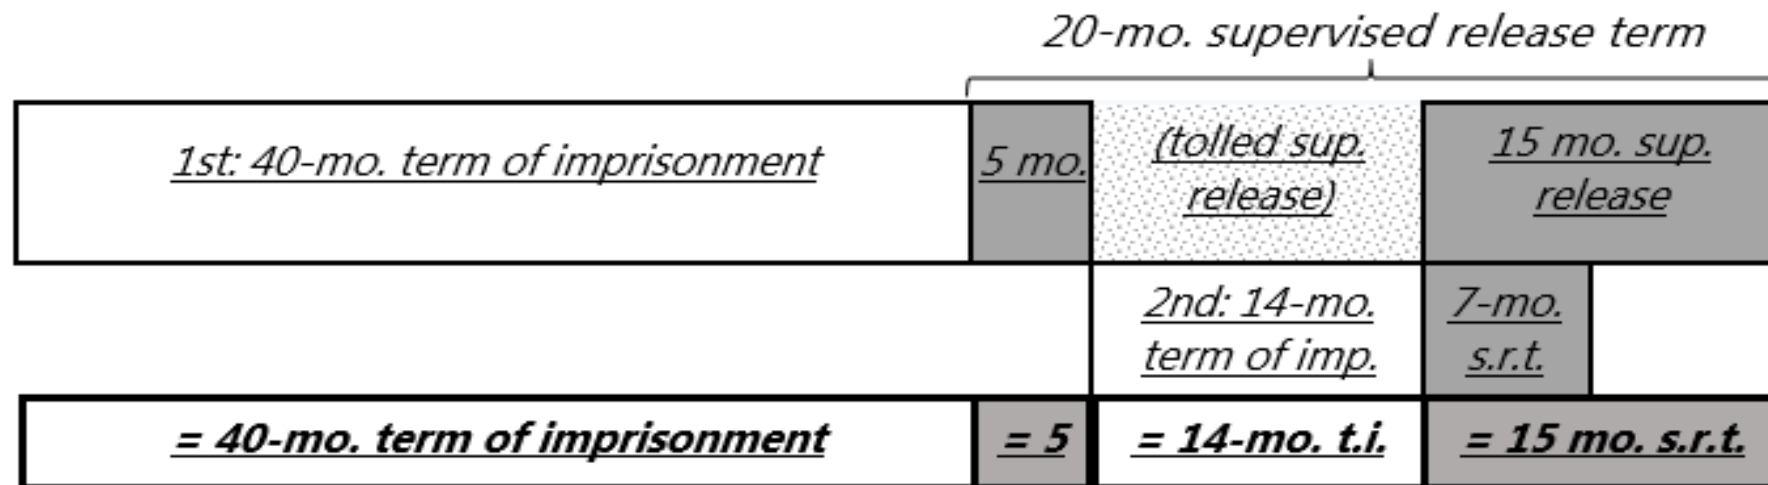 20-mo. supervised release term
1st: 40-mo. term of imprisonment
5 mo.
(tolled sup.
release)
15 mo. sup.
release
2nd: 14-mo.
term of imp.
7-mo.
s.r.t.
= 40-mo. term of imprisonment
= 5
= 14-mo. t.i.
= 15 mo. s.r.t.